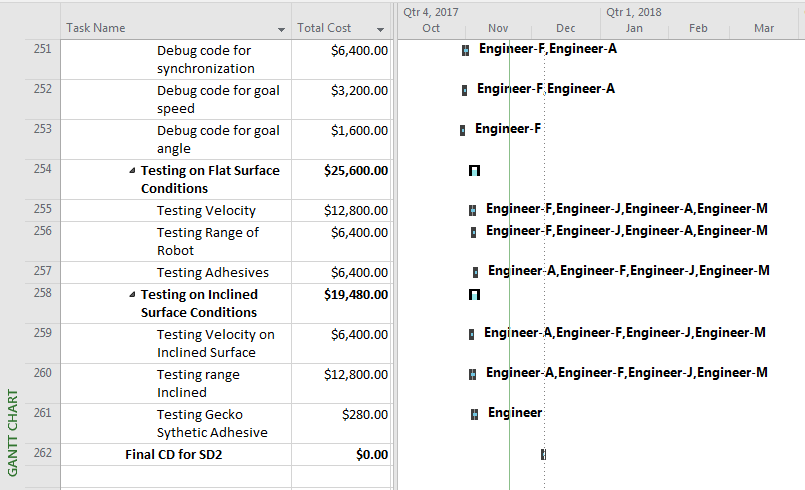 Qtr 4, 2017 Qtr 1, 2018
Task Name Total Cost Oct Nov Dec Jan Feb Mar
251 Debug code for synchronization $6,400.00 Engineer-F,Engineer-A
252 Debug code for goal speed $3,200.00 Engineer-F,Engineer-A
253 Debug code for goal angle $1,600.00 Engineer-F
254 Testing on Flat Surface Conditions $25,600.00
255 Testing Velocity $12,800.00 Engineer-F,Engineer-J,Engineer-A,Engineer-M
256 Testing Range of Robot $6,400.00 Engineer-F,Engineer-J,Engineer-A,Engineer-M
257 Testing Adhesives $6,400.00 Engineer-A,Engineer-F,Engineer-J,Engineer-M
258 Testing on Inclined Surface Conditions $19,480.00
259 Testing Velocity on Inclined Surface $6,400.00 Engineer-A,Engineer-F,Engineer-J,Engineer-M
260 Testing range Inclined $12,800.00 Engineer-A,Engineer-F,Engineer-J,Engineer-M
261 Testing Gecko Sythetic Adhesive $280.00 Engineer
262 Final CD for SD2 $0.00
GANTT CHART